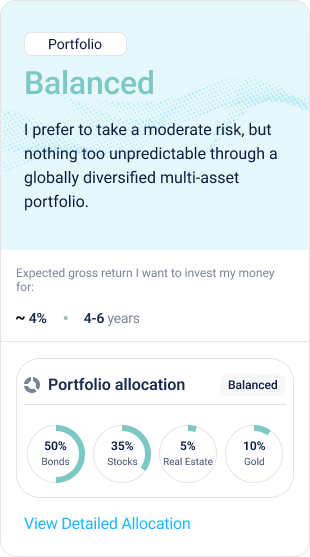 Portfolio
Balanced
I prefer to take a moderate risk, but
nothing too unpredictable through a
globally diversified multi-asset
portfolio.
Expected gross return I want to invest my money
for:
~ 4% • 4-6 years
Portfolio allocation Balanced
50% 35% 5% 10%
Bonds Stocks Real Estate Gold
View Detailed Allocation